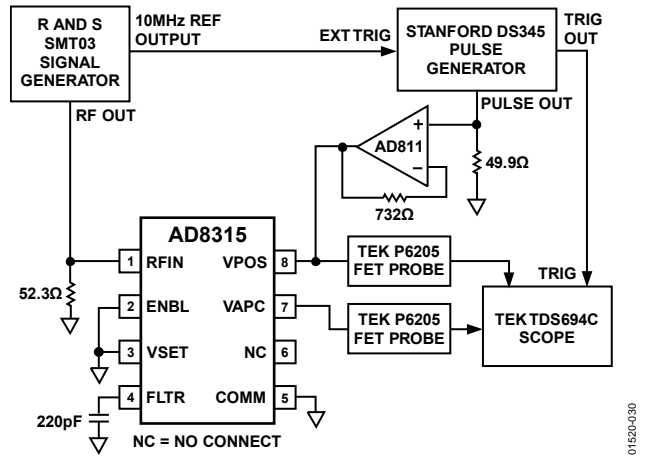 R AND S
SMT03
SIGNAL
GENERATOR
10MHz REF
OUTPUT
EXT TRIG
STANFORD DS345
PULSE
GENERATOR
TRIG
OUT
RF OUT
PULSE OUT
+
AD811
–
49.9Ω
732Ω
AD8315
1 RFIN
VPOS 8
52.3Ω
2 ENBL
VAPC 7
3 VSET
NC 6
4 FLTR
COMM 5
220pF
NC = NO CONNECT
TEK P6205
FET PROBE
TEK P6205
FET PROBE
TRIG
TEK TDS694C
SCOPE
01520-030